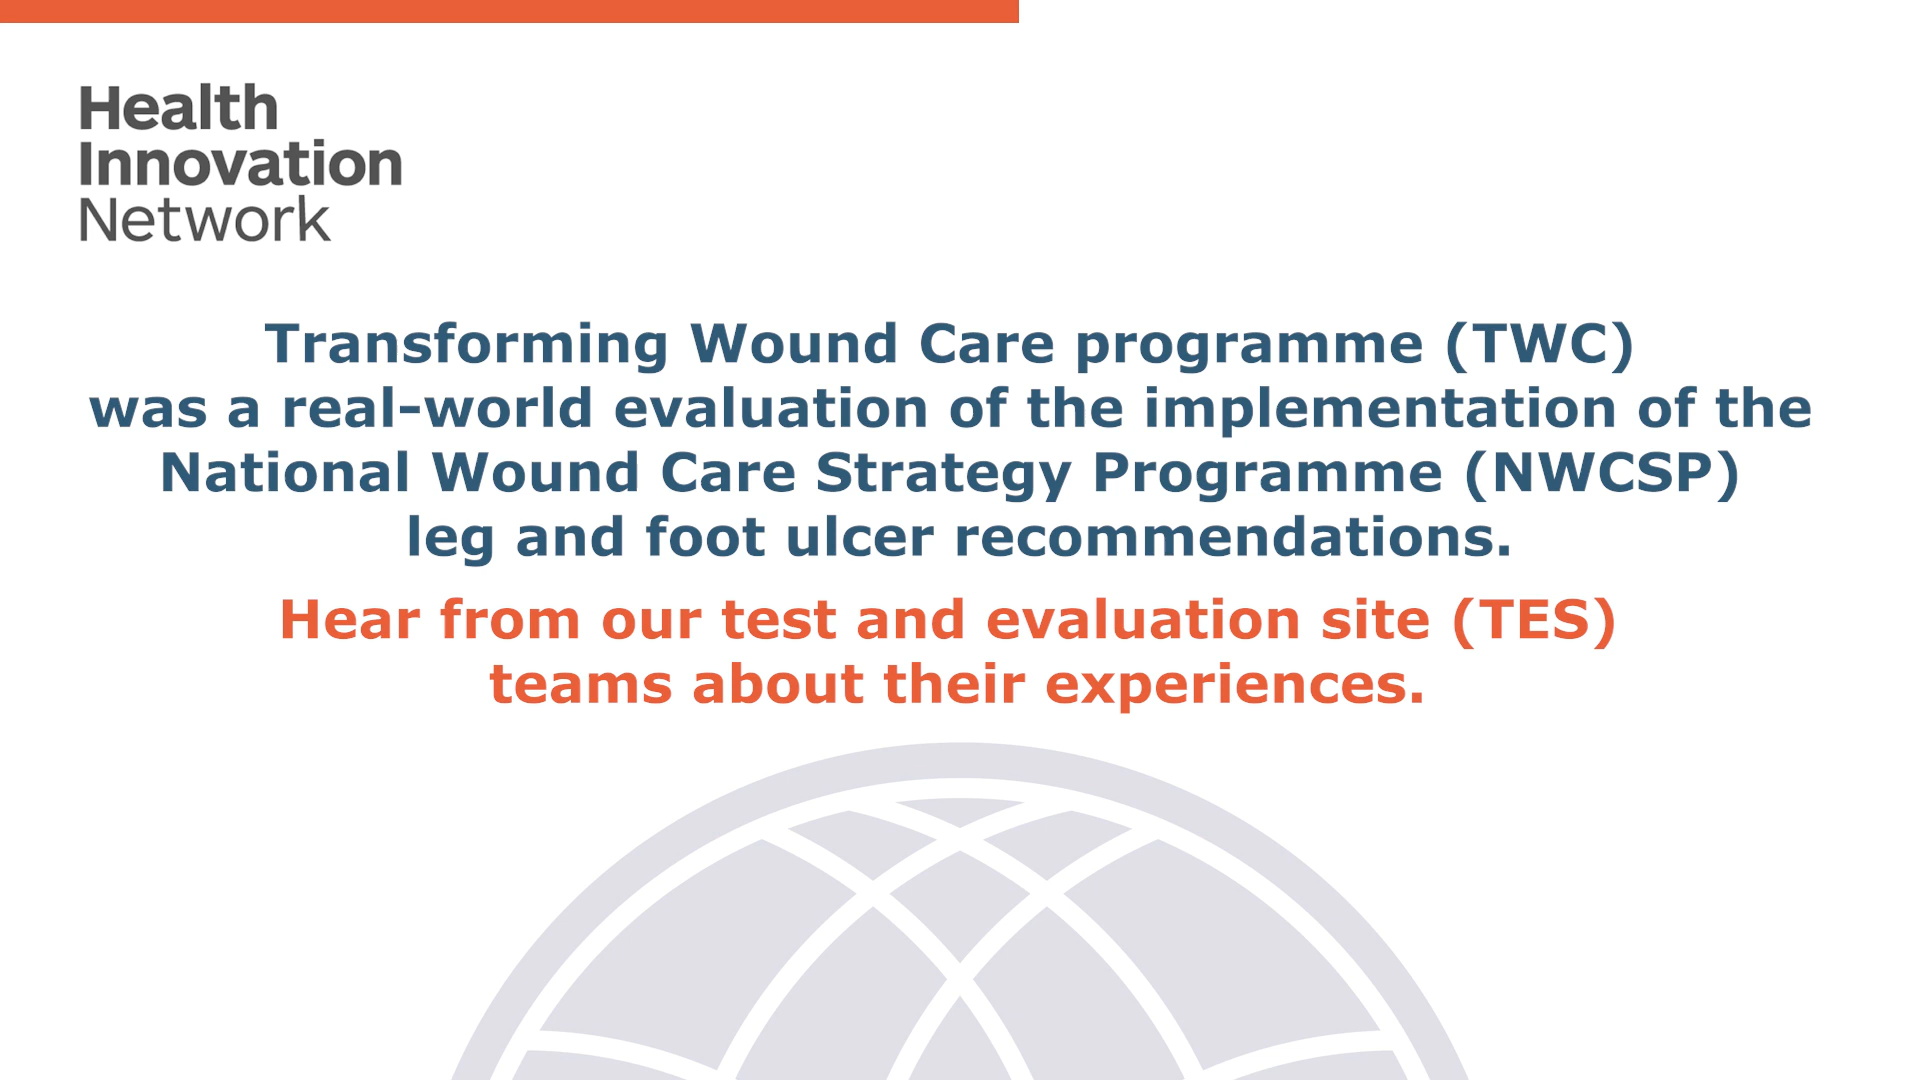 Health
Innovation
Network
Transforming Wound Care programme (TWC)
was a real-world evaluation of the implementation of the
National Wound Care Strategy Programme (NWCSP)
leg and foot ulcer recommendations.
Hear from our test and evaluation site (TES)
teams about their experiences.